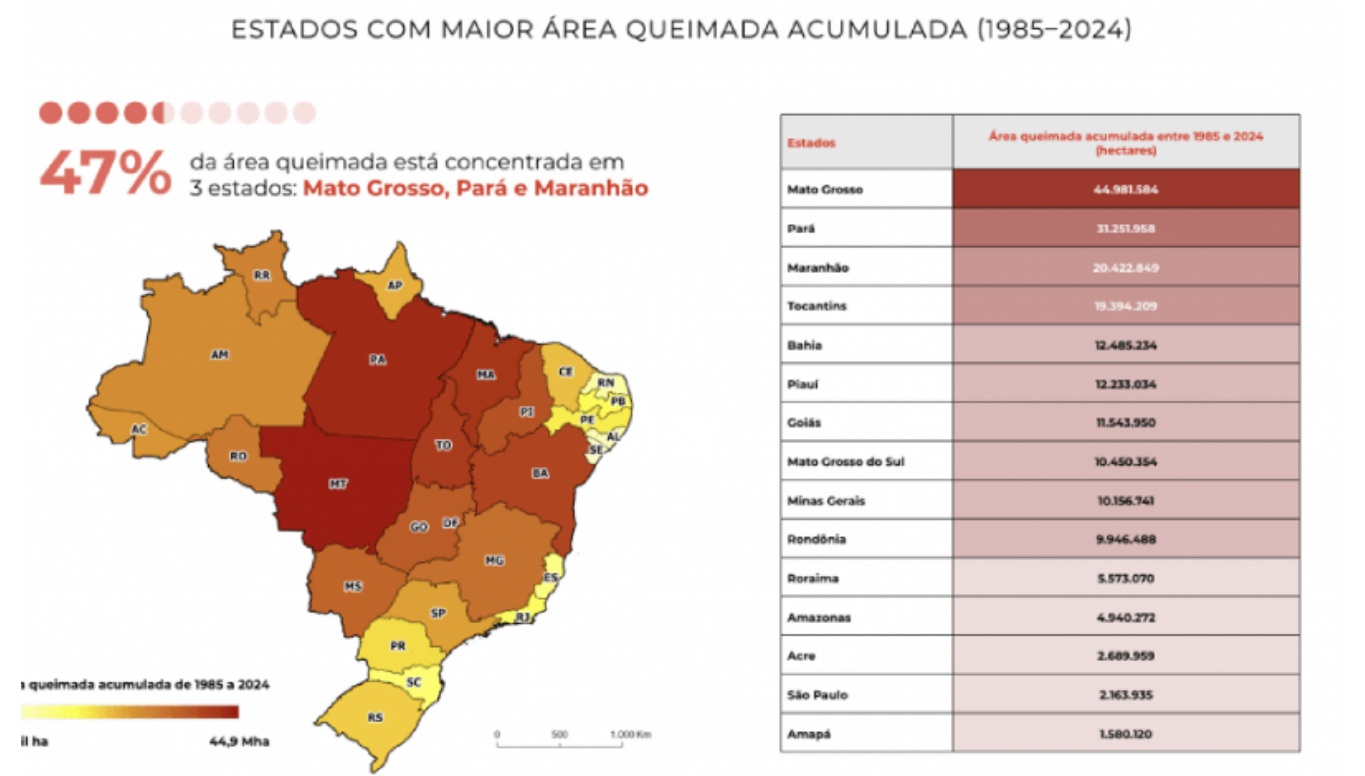 ESTADOS COM MAIOR ÁREA QUEIMADA ACUMULADA (1985–2024)
47%
da área queimada está concentrada em
3 estados: Mato Grosso, Pará e Maranhão
RR
AP
AM
PA
MA
CE
RN
PB
PI
PE
AL
SE
AC
RO
TO
BA
MT
GO
DF
MG
ES
MS
SP
RJ
PR
SC
RS
queimada acumulada de 1985 a 2024
ha
44,9 Mha
0
500
1.000 Km
Estados
Área queimada acumulada entre 1985 e 2024
(hectares)
Mato Grosso 44.981.584
Pará 31.251.958
Maranhão 20.422.849
Tocantins 19.394.209
Bahia 12.485.234
Piauí 12.233.034
Goiás 11.543.950
Mato Grosso do Sul 10.450.354
Minas Gerais 10.156.741
Rondônia 9.946.488
Roraima 5.573.070
Amazonas 4.940.272
Acre 2.689.959
São Paulo 2.163.935
Amapá 1.580.120